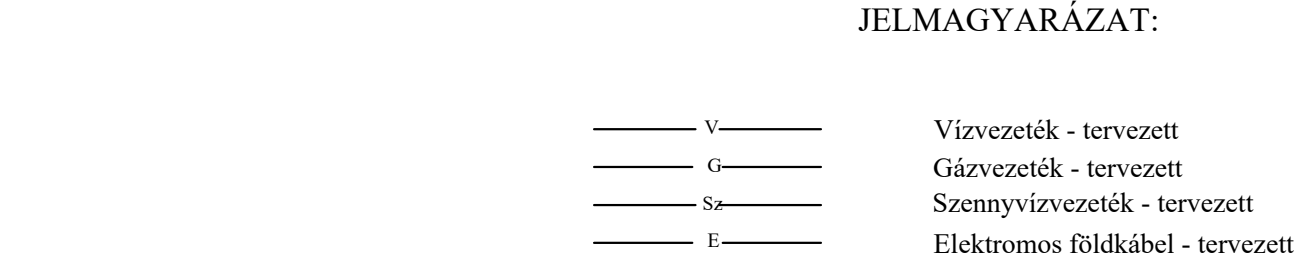 JELMAGYARÁZAT:
V Vízvezeték - tervezett
G Gázvezeték - tervezett
Sz Szennyvízvezeték - tervezett
E Elektromos földkábel - tervezett